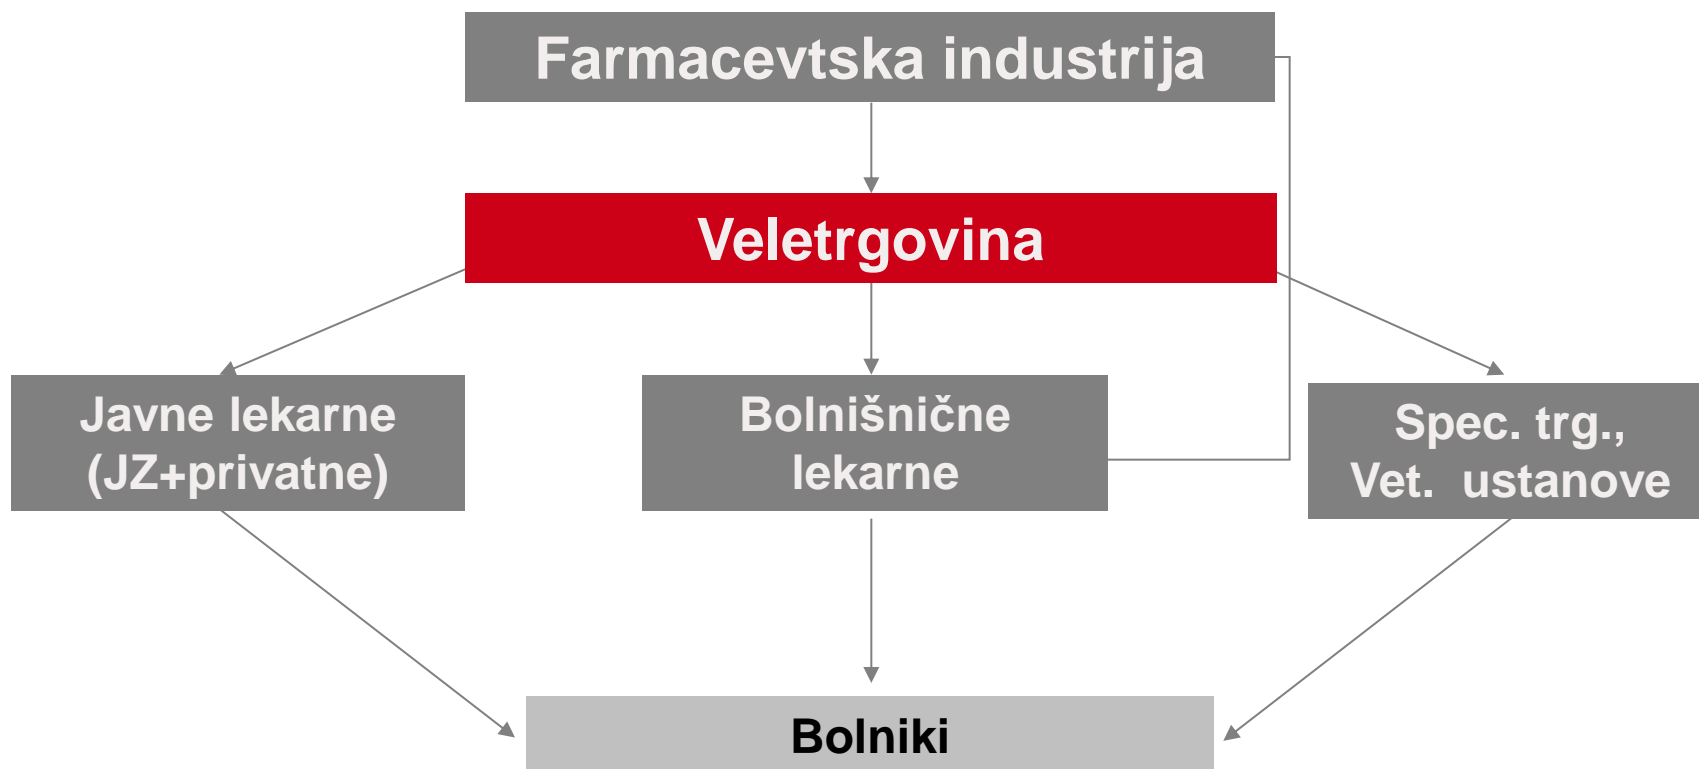 Farmacevtska industrija
Veletrgovina
Javne lekarne
(JZ+privatne)
Bolnišnične
lekarne
Spec. trg.,
Vet. ustanove
Bolniki